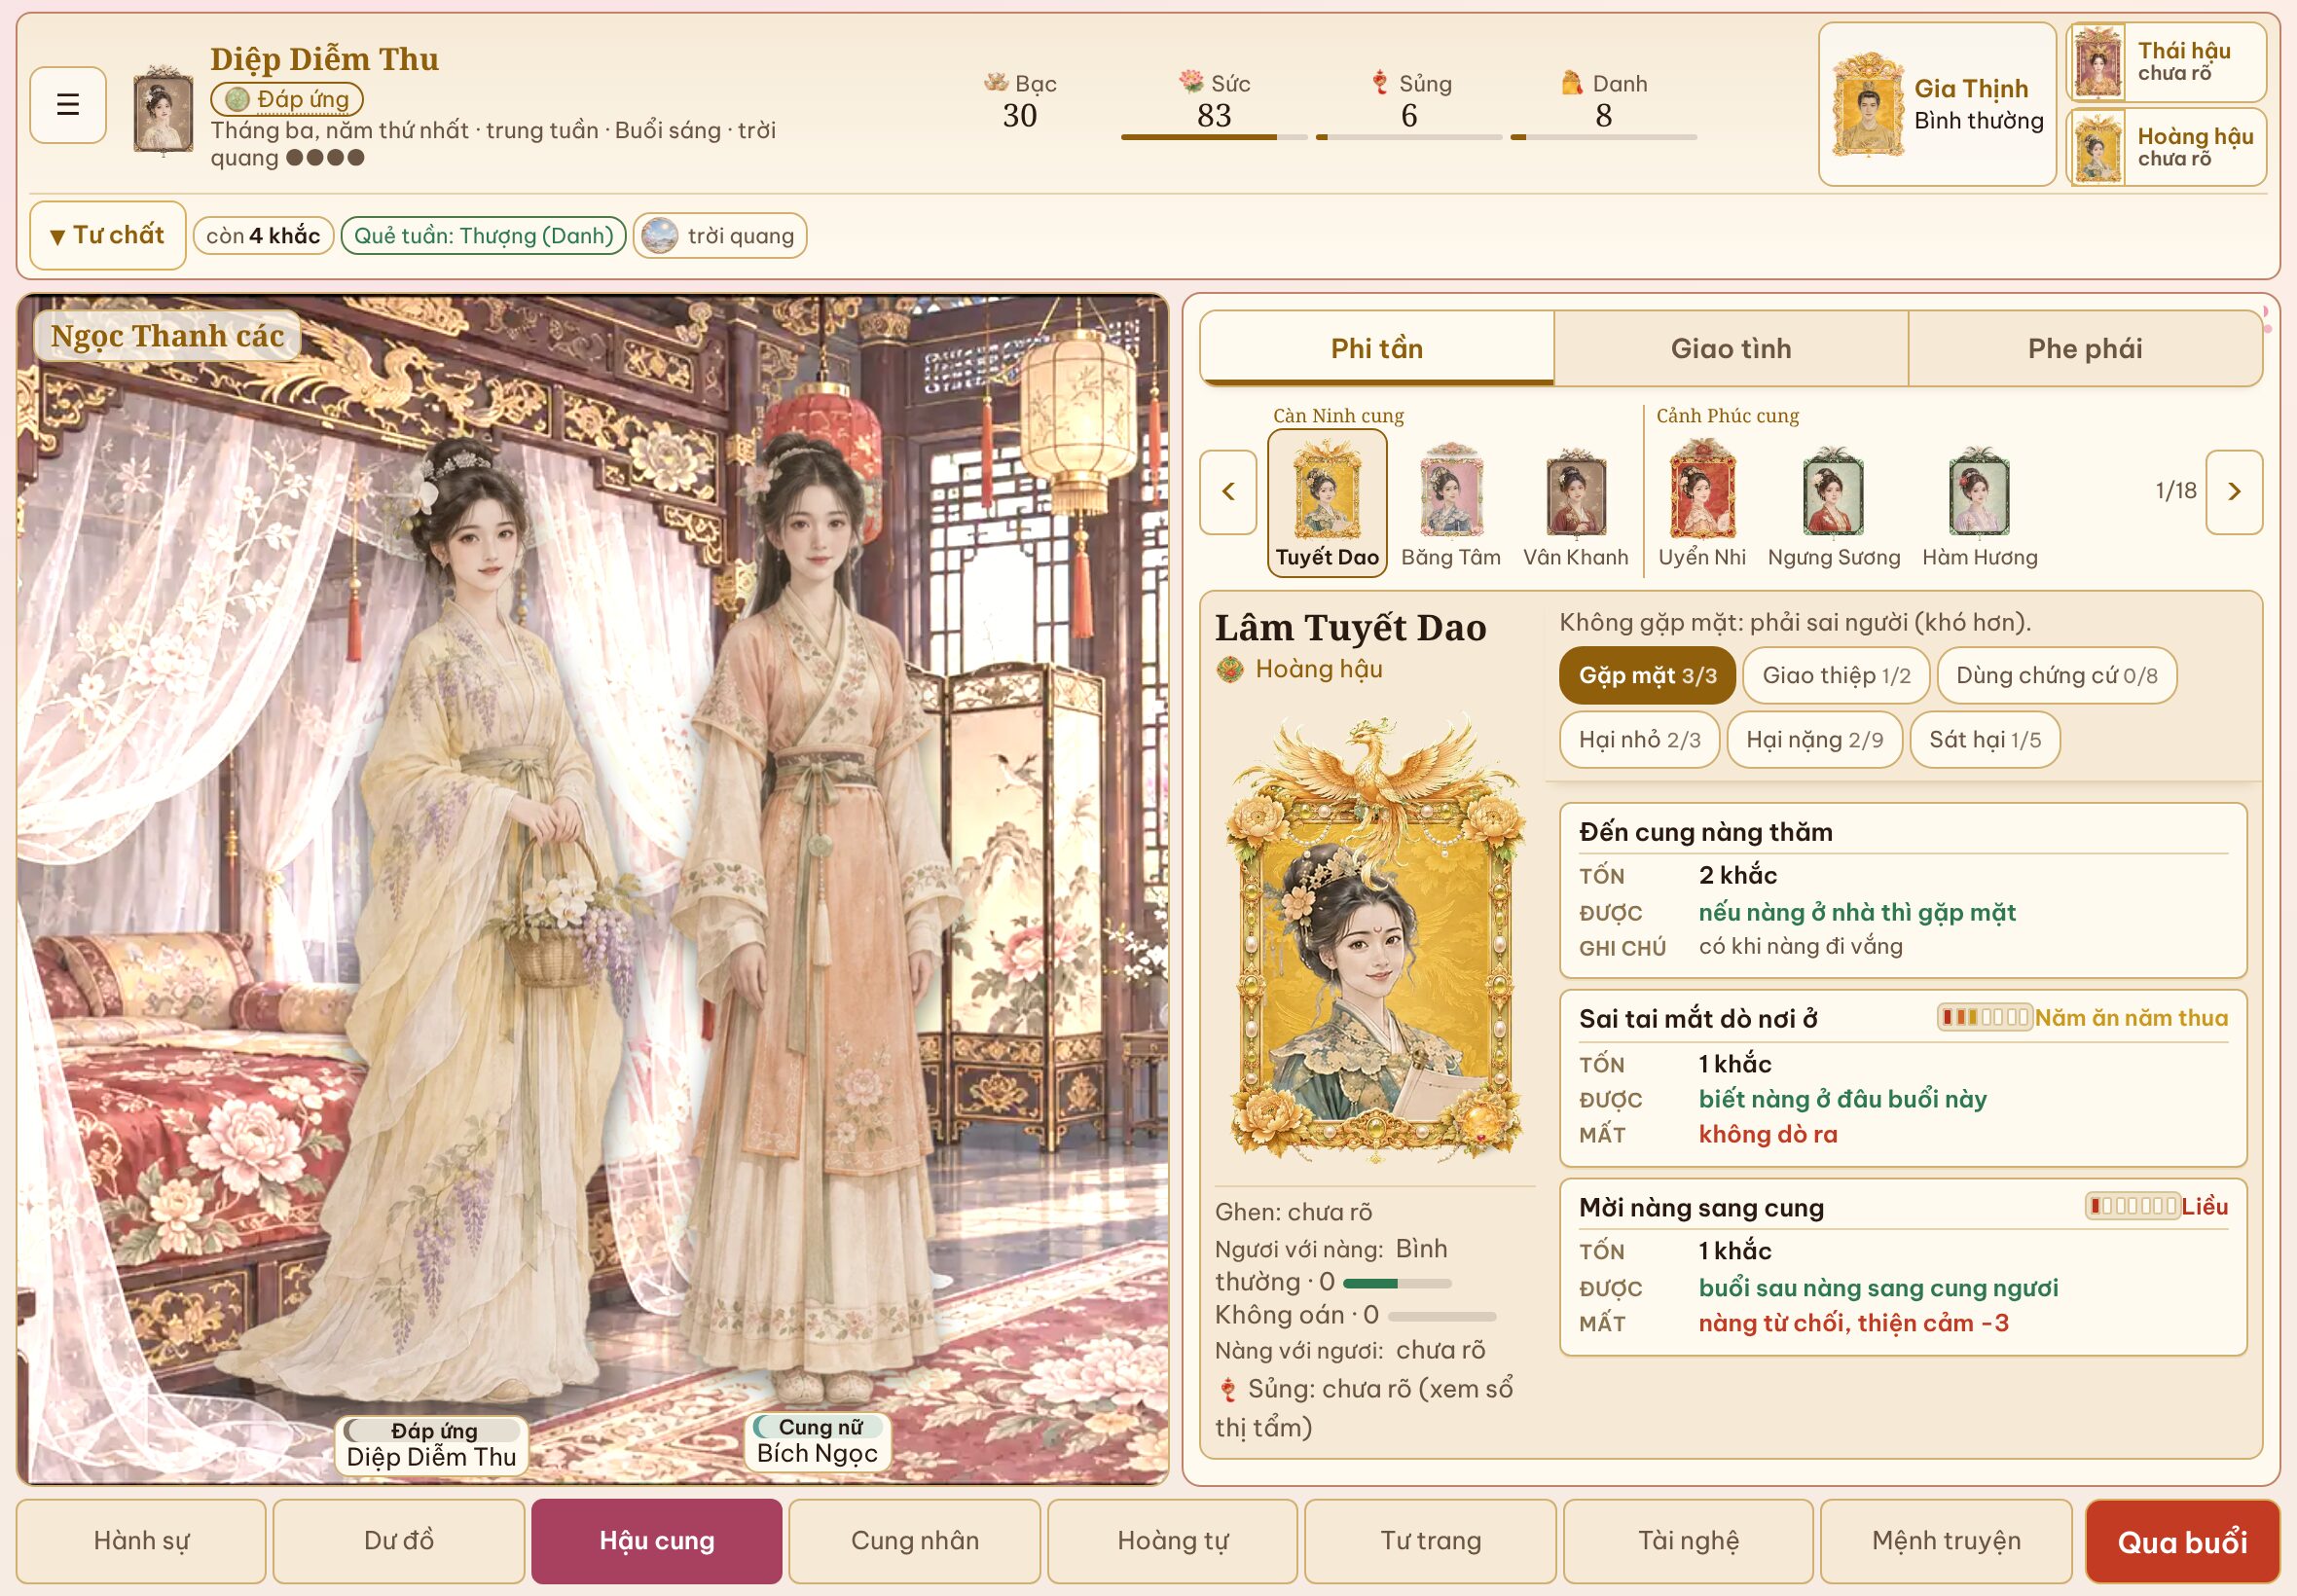 ☰
Diệp Diễm Thu
Đáp ứng
Tháng ba, năm thứ nhất · trung tuần · Buổi sáng · trời
quang
Bạc
30
Sức
83
Sủng
6
Danh
8
Gia Thịnh
Bình thường
Thái hậu
chưa rõ
Hoàng hậu
chưa rõ
▼ Tư chất
còn 4 khắc
Quẻ tuần: Thượng (Danh)
trời quang
Ngọc Thanh các
Đáp ứng
Diệp Diễm Thu
Cung nữ
Bích Ngọc
Phi tần
Giao tình
Phe phái
Càn Ninh cung
Cảnh Phúc cung
Tuyết Dao
Băng Tâm
Vân Khanh
Uyển Nhi
Ngưng Sương
Hàm Hương
1/18
Lâm Tuyết Dao
Hoàng hậu
Ghen: chưa rõ
Ngươi với nàng: Bình
thường · 0
Không oán · 0
Nàng với ngươi: chưa rõ
Sủng: chưa rõ (xem sổ
thị tẩm)
Không gặp mặt: phải sai người (khó hơn).
Gặp mặt 3/3
Giao thiệp 1/2
Dùng chứng cứ 0/8
Hại nhỏ 2/3
Hại nặng 2/9
Sát hại 1/5
Đến cung nàng thăm
TỐN 2 khắc
ĐƯỢC nếu nàng ở nhà thì gặp mặt
GHI CHÚ có khi nàng đi vắng
Sai tai mắt dò nơi ở Năm ăn năm thua
TỐN 1 khắc
ĐƯỢC biết nàng ở đâu buổi này
MẤT không dò ra
Mời nàng sang cung Liều
TỐN 1 khắc
ĐƯỢC buổi sau nàng sang cung ngươi
MẤT nàng từ chối, thiện cảm -3
Hành sự
Dư đồ
Hậu cung
Cung nhân
Hoàng tự
Tư trang
Tài nghệ
Mệnh truyện
Qua buổi